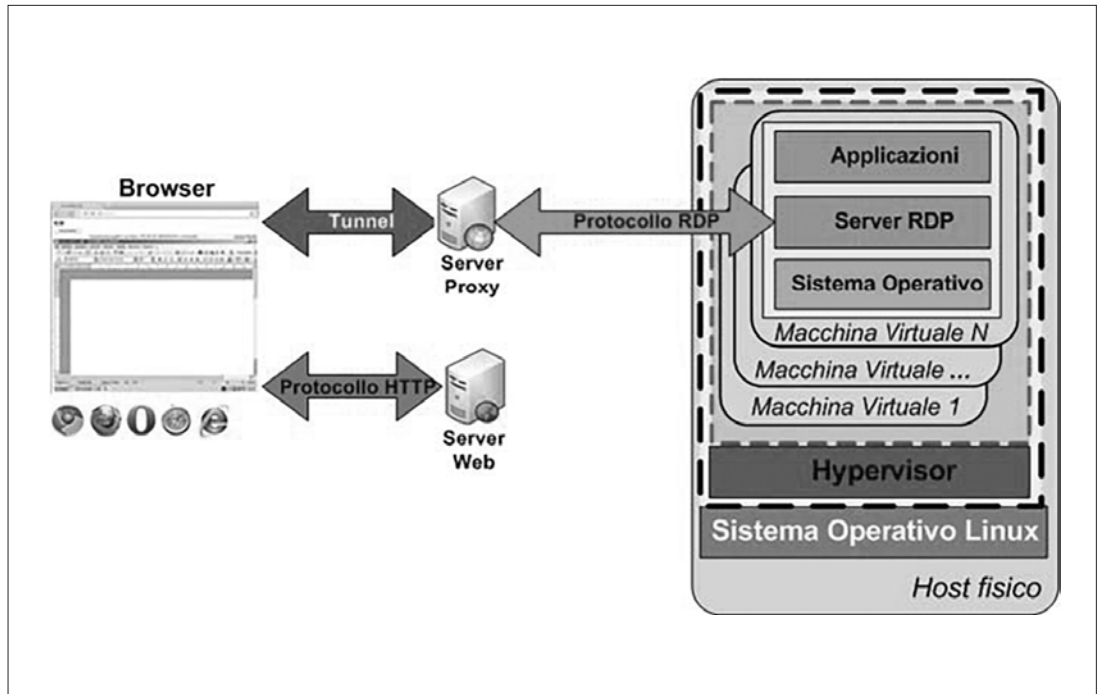 Browser
Tunnel
Server
Proxy
Protocollo RDP
Protocollo HTTP
Server
Web
Applicazioni
Server RDP
Sistema Operativo
Macchina Virtuale N
Macchina Virtuale ...
Macchina Virtuale 1
Hypervisor
Sistema Operativo Linux
Host fisico